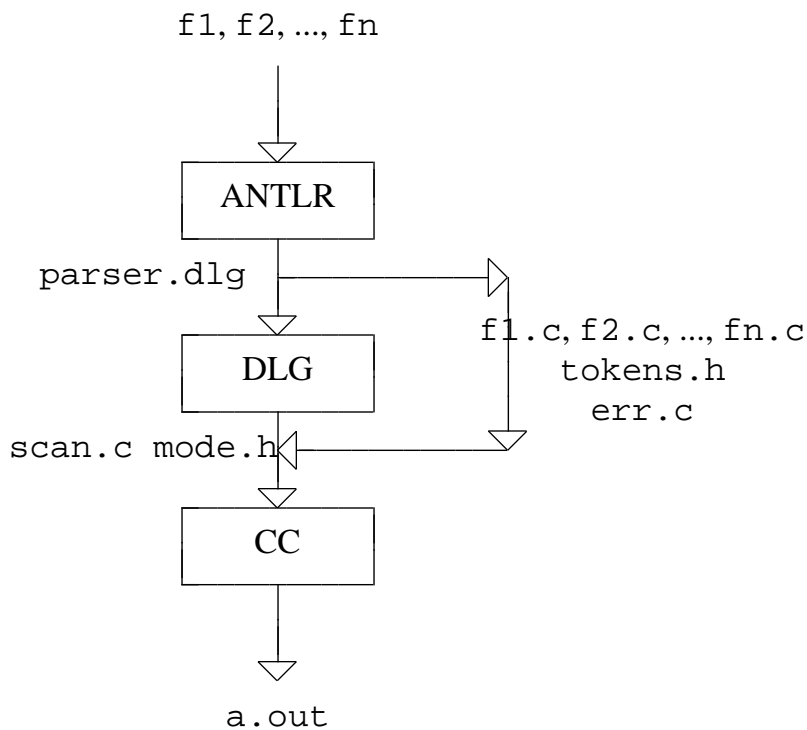 f1, f2, ..., fn
ANTLR
parser.dlg
f1.c, f2.c, ..., fn.c
tokens.h
err.c
DLG
scan.c mode.h
CC
a.out